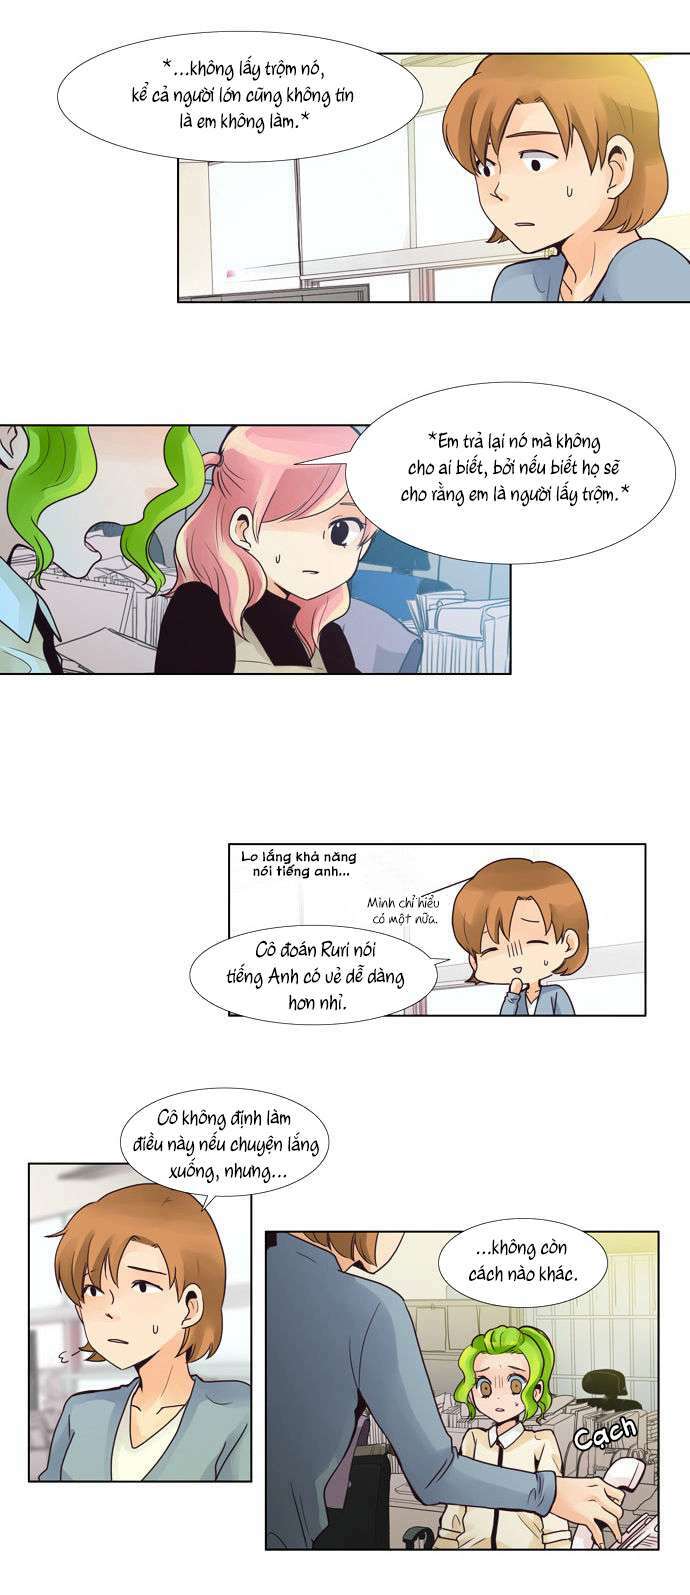 *...không lấy trộm nó,
kể cả người lớn cũng không tin
là em không làm.*
*Em trả lại nó mà không
cho ai biết, bởi nếu biết họ sẽ
cho rằng em là người lấy trộm.*
Lo lắng khả năng
nói tiếng anh...
Mình chỉ hiểu
có một nửa.
Cô đoán Ruri nói
tiếng Anh có vẻ dễ dàng
hơn nhỉ.
Cô không định làm
điều này nếu chuyện lắng
xuống, nhưng...
...không còn
cách nào khác.
Cạch